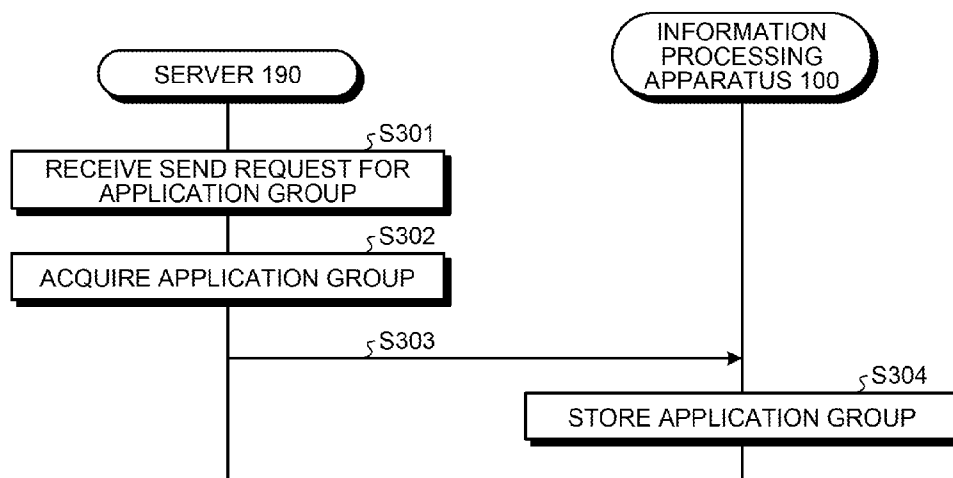 SERVER 190
INFORMATION
PROCESSING
APPARATUS 100
S301
RECEIVE SEND REQUEST FOR
APPLICATION GROUP
S302
ACQUIRE APPLICATION GROUP
S303
S304
STORE APPLICATION GROUP